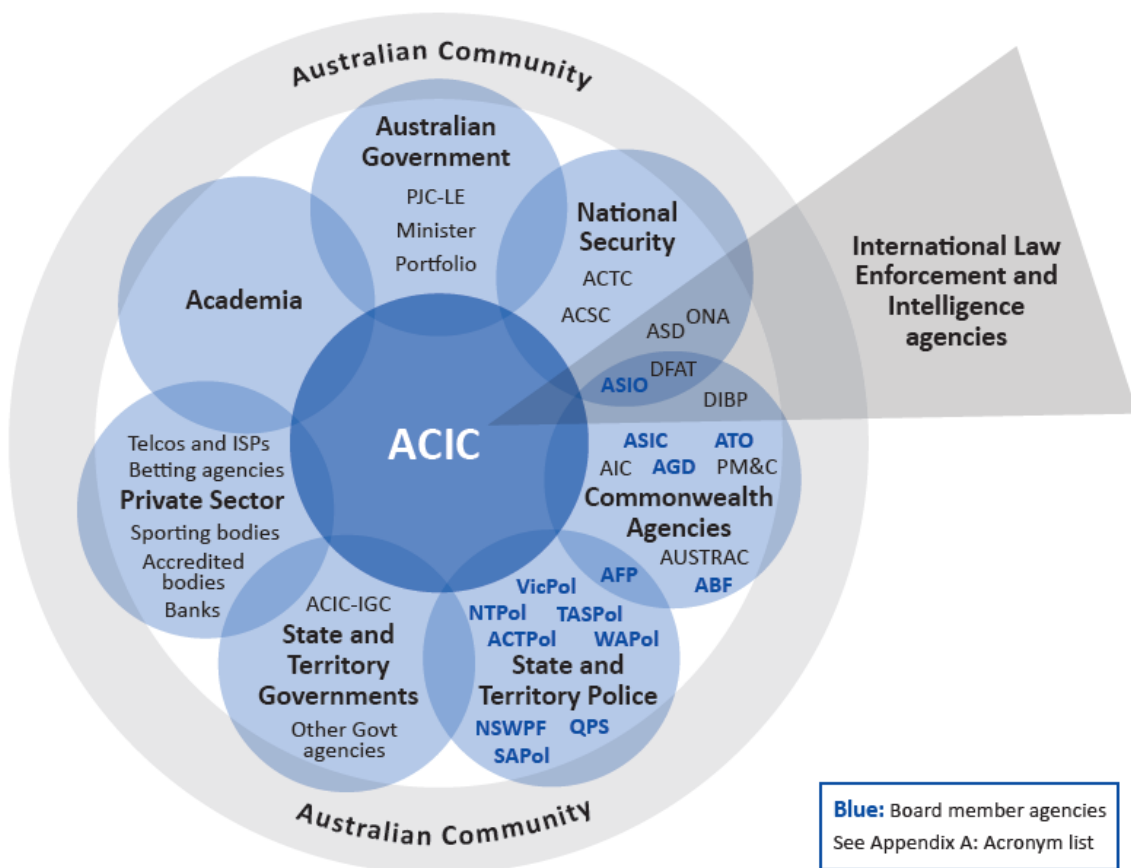 Australian Community
Australian
Government
PJC-LE
Minister
Portfolio
National
Security
ACTC
ACSC
ASD
ONA
DFAT
ASIO
International Law
Enforcement and
Intelligence
agencies
Academia
ACIC
DIBP
ASIC
ATO
AIC
AGD
PM&C
Commonwealth
Agencies
AUSTRAC
ABF
Telcos and ISPs
Betting agencies
Private Sector
Sporting bodies
Accredited
bodies
Banks
ACIC-IGC
State and
Territory
Governments
Other Govt
agencies
VicPol
AFP
NTPol
TASPol
ACTPol
WAPol
State and
Territory Police
NSWPF
QPS
SAPol
Australian Community
Blue: Board member agencies
See Appendix A: Acronym list